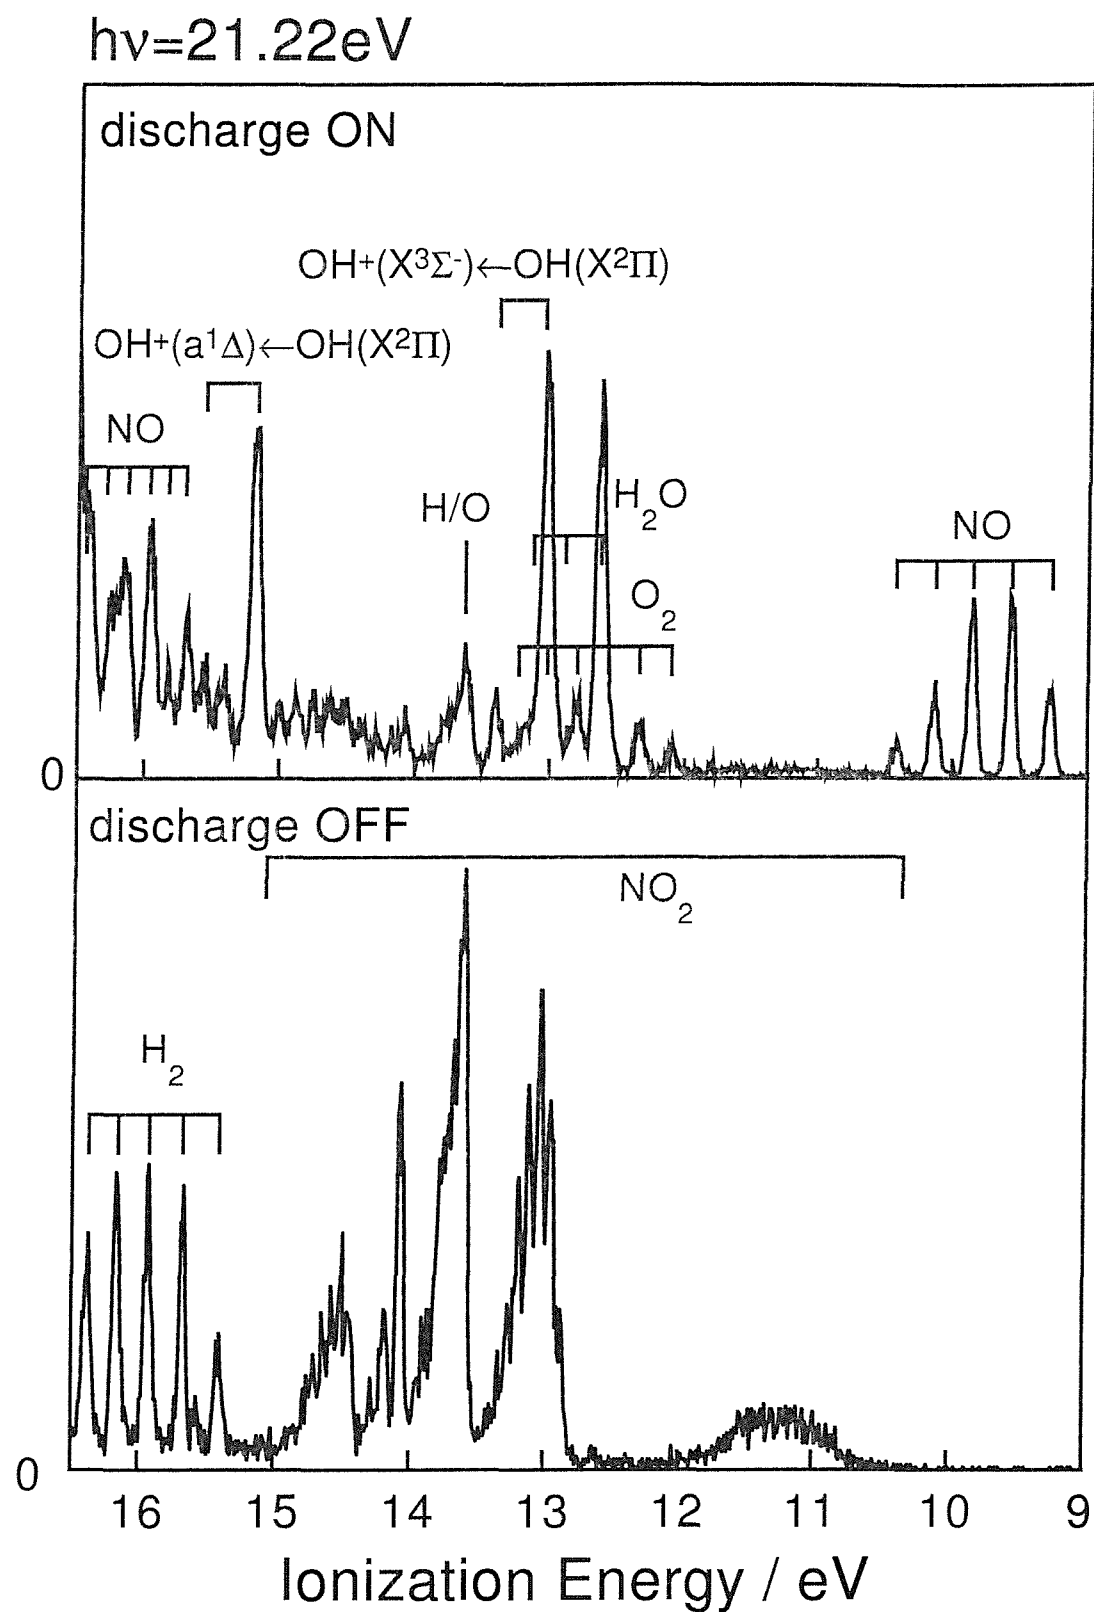 hν=21.22eV
discharge ON
OH+(X³Σ⁻)←OH(X²Π)
OH+(a¹Δ)←OH(X²Π)
NO
H/O
H₂O
O₂
NO
0
discharge OFF
NO₂
H₂
0
16 15 14 13 12 11 10 9
Ionization Energy / eV